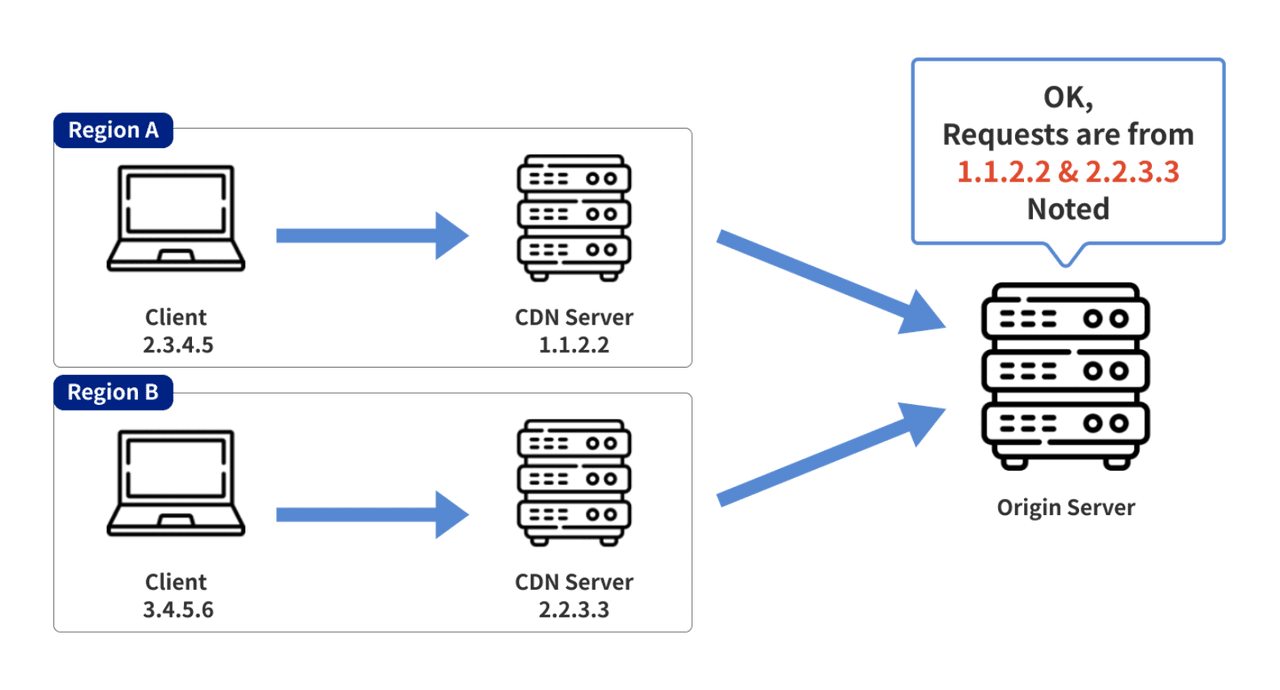 Region A
Client
2.3.4.5
CDN Server
1.1.2.2
Region B
Client
3.4.5.6
CDN Server
2.2.3.3
OK,
Requests are from
1.1.2.2 & 2.2.3.3
Noted
Origin Server